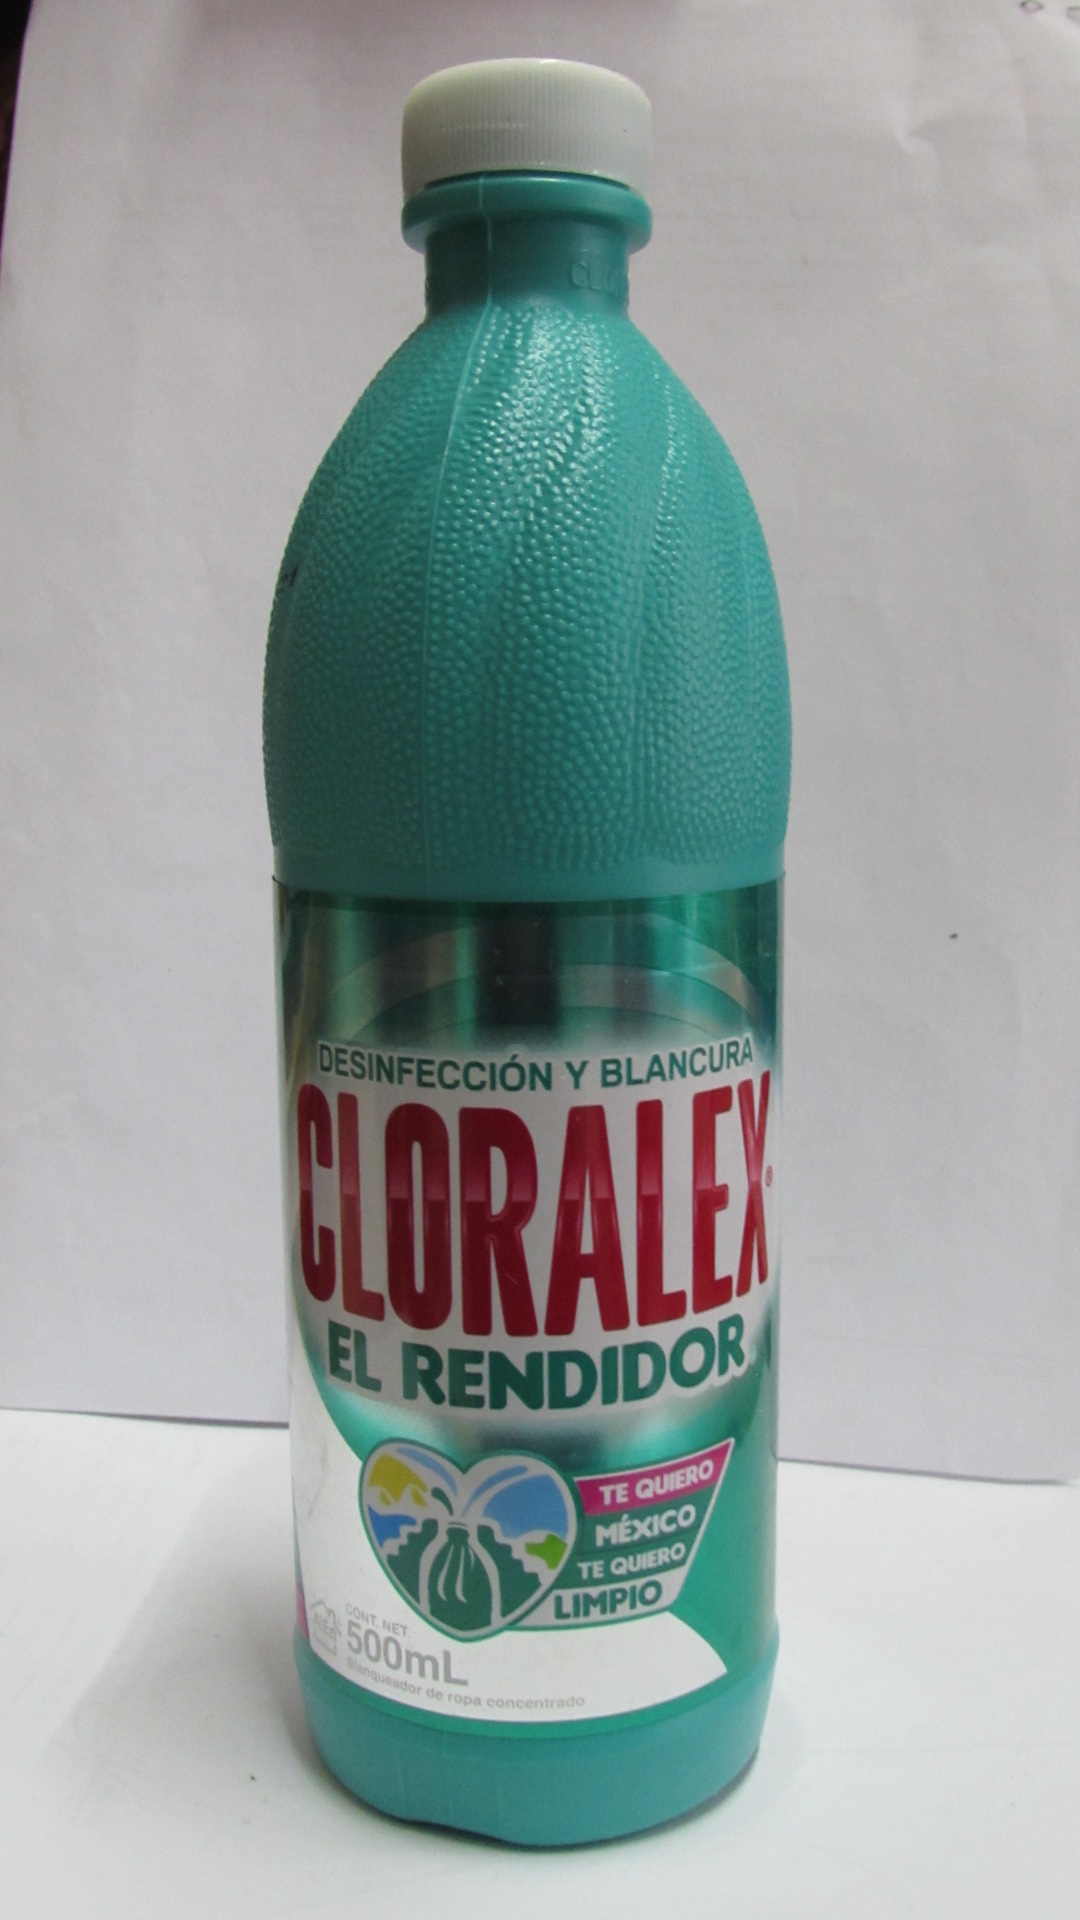 DESINFECCIÓN Y BLANCURA
CLORALEX®
EL RENDIDOR
TE QUIERO
MÉXICO
TE QUIERO
LIMPIO
CONT. NET.
500mL
Blanqueador de ropa concentrado